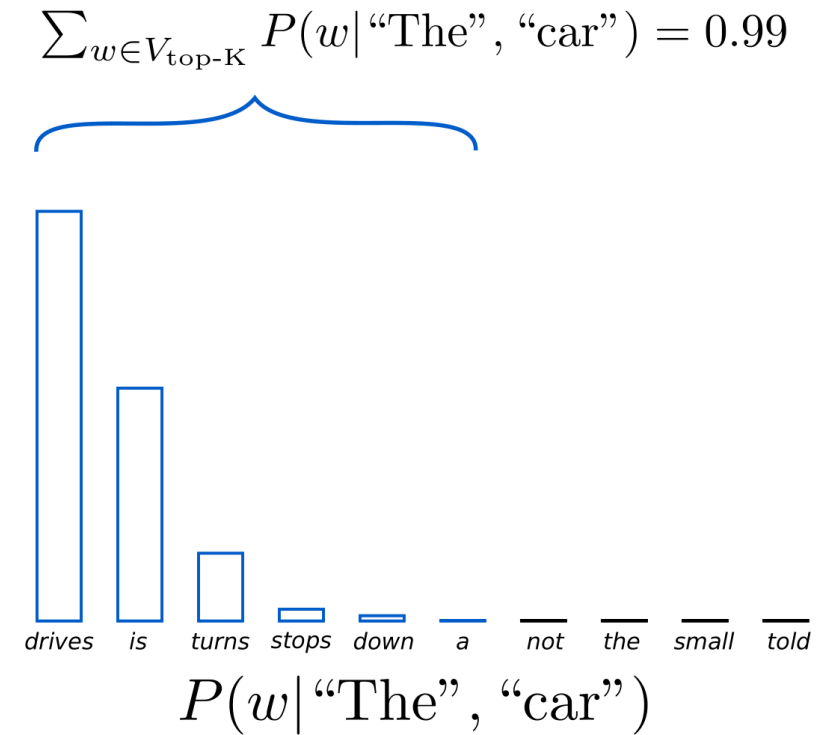 ∑w∈Vtop-K P(w|“The”, “car”) = 0.99
drives is turns stops down a not the small told
P(w|“The”, “car”)